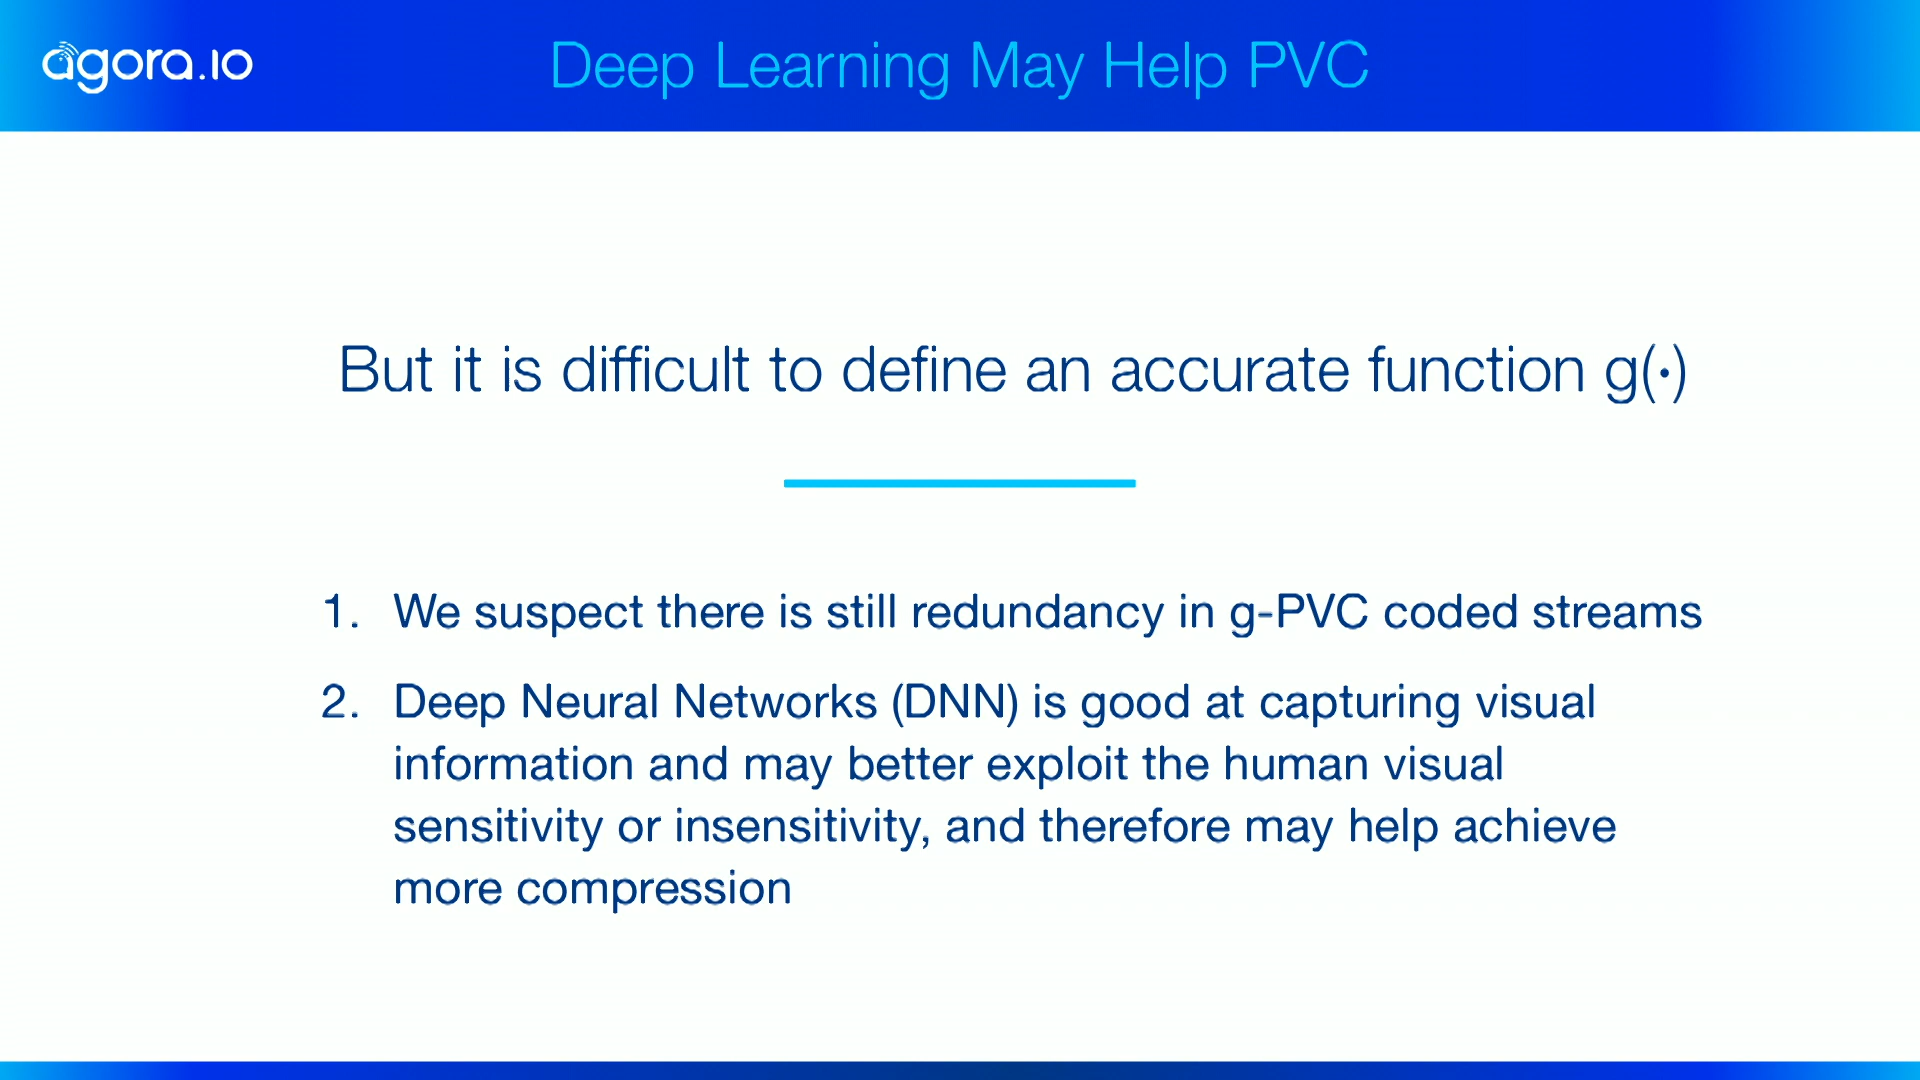 agora.io
Deep Learning May Help PVC
But it is difficult to define an accurate function g(·)
1. We suspect there is still redundancy in g-PVC coded streams
2. Deep Neural Networks (DNN) is good at capturing visual
information and may better exploit the human visual
sensitivity or insensitivity, and therefore may help achieve
more compression